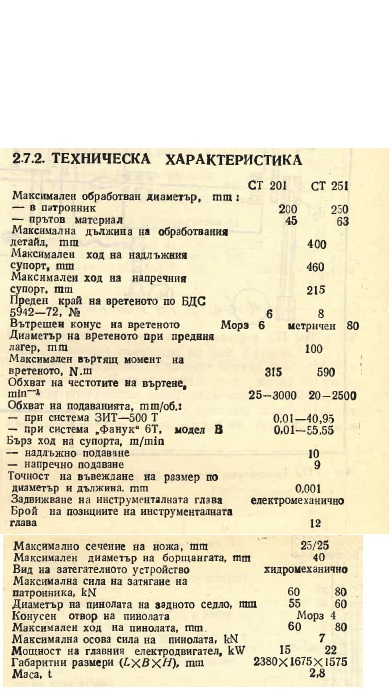 2.7.2. ТЕХНИЧЕСКА ХАРАКТЕРИСТИКА
СТ 201 СТ 251
Максимален обработван диаметър, mm:
— в патронник 200 250
— прътов материал 45 63
Максимална дължина на обработвания
детайл, mm 400
Максимален ход на надлъжния
супорт, mm 460
Максимален ход на напречния
супорт, mm 215
Преден край на вретеното по БДС
5942—72, № 6 8
Вътрешен конус на вретеното Морз 6 метричен 80
Диаметър на вретеното при предния
лагер, mm 100
Максимален въртящ момент на
вретеното, N.m 315 590
Обхват на честотите на въртене,
min⁻¹ 25—3000 20—2500
Обхват на подаванията, mm/об.:
— при система ЗИТ—500 Т 0,01—40,95
— при система „Фанук“ 6Т, модел В 0,01—55,55
Бърз ход на супорта, m/min
— надлъжно подаване 10
— напречно подаване 9
Точност на въвеждане на размер по
диаметър и дължина, mm 0,001
Задвижване на инструменталната глава електромеханично
Брой на позициите на инструменталната
глава 12
Максимално сечение на ножа, mm 25/25
Максимален диаметър на борщангата, mm 40
Вид на затегателното устройство хидромеханично
Максимална сила на затягане на
патронника, kN 60 80
Диаметър на пинолата на задното седло, mm 55 60
Конусен отвор на пинолата Морз 4
Максимален ход на пинолата, mm 60 80
Максимална осова сила на пинолата, kN 7
Мощност на главния електродвигател, kW 15 22
Габаритни размери (L×B×H), mm 2380×1675×1575
Маса, t 2,8